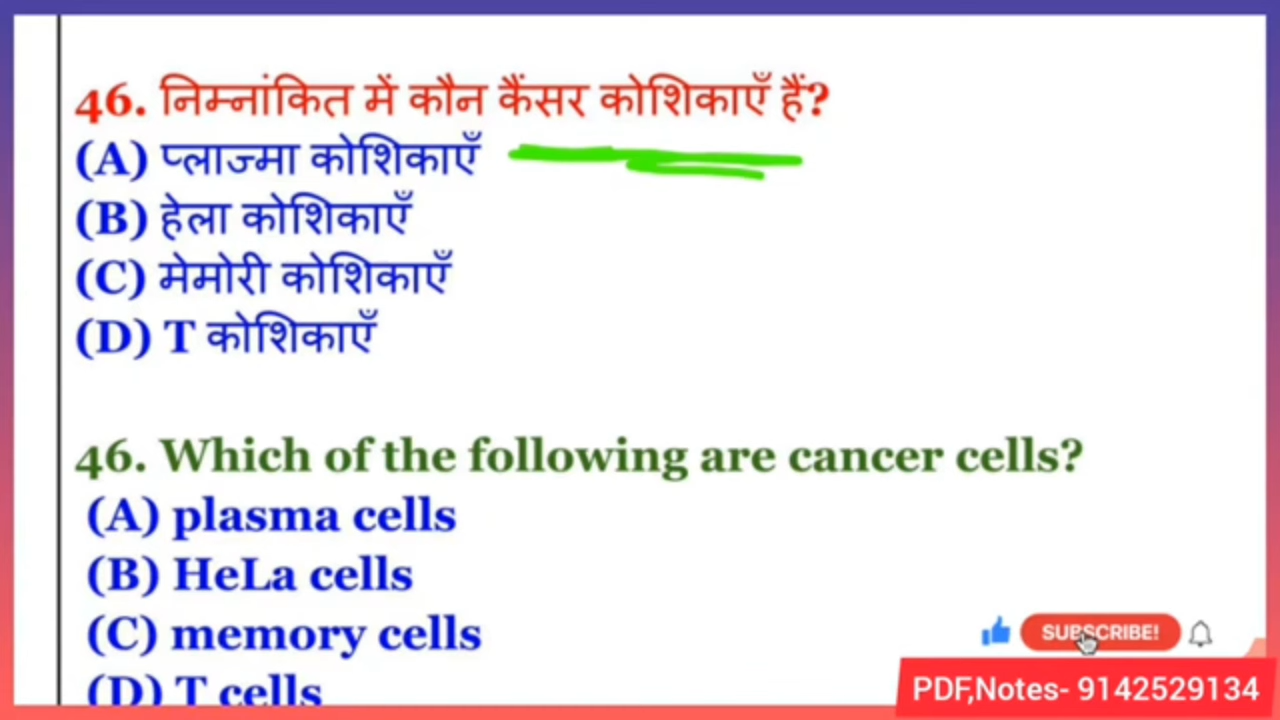 46. निम्नांकित में कौन कैंसर कोशिकाएँ हैं?
(A) प्लाज्मा कोशिकाएँ
(B) हेला कोशिकाएँ
(C) मेमोरी कोशिकाएँ
(D) T कोशिकाएँ
46. Which of the following are cancer cells?
(A) plasma cells
(B) HeLa cells
(C) memory cells
(D) T cells
SUBSCRIBE!
PDF,Notes- 9142529134